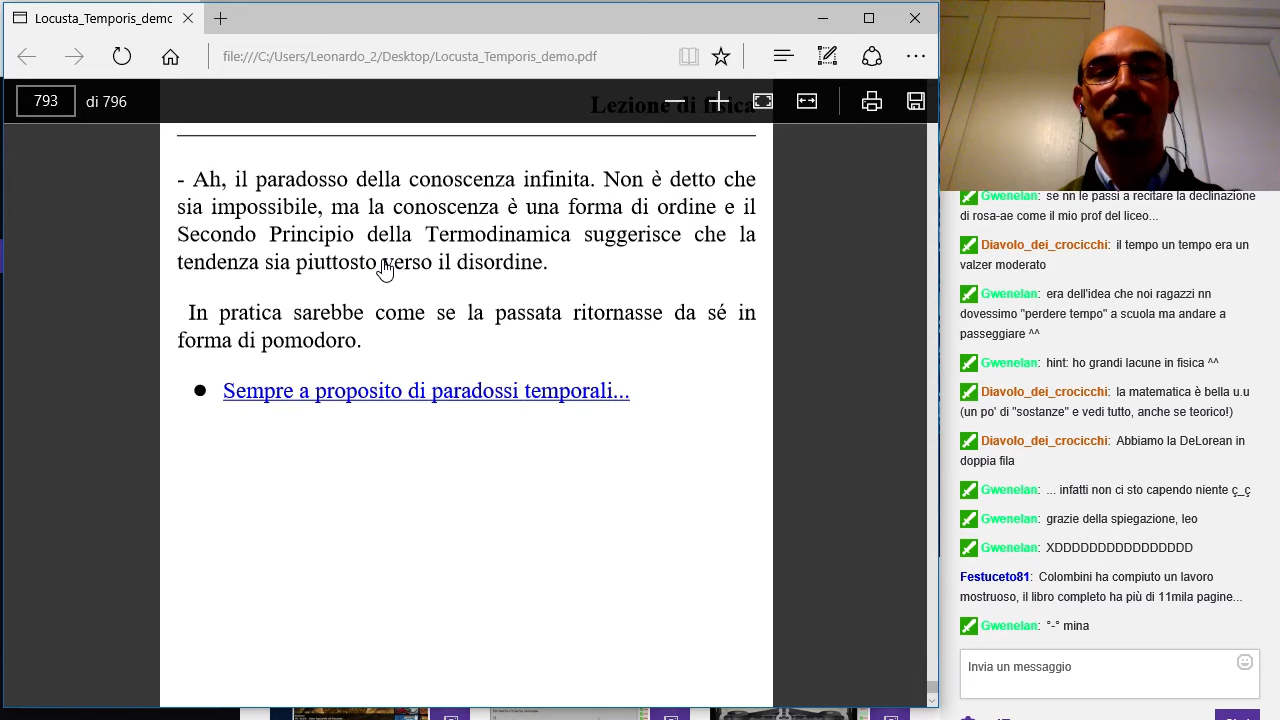 Locusta_Temporis_demo
file:///C:/Users/Leonardo_2/Desktop/Locusta_Temporis_demo.pdf
793 di 796
Lezione di fisica
- Ah, il paradosso della conoscenza infinita. Non è detto che
sia impossibile, ma la conoscenza è una forma di ordine e il
Secondo Principio della Termodinamica suggerisce che la
tendenza sia piuttosto verso il disordine.
In pratica sarebbe come se la passata ritornasse da sé in
forma di pomodoro.
● Sempre a proposito di paradossi temporali...
Gwenelan: se nn le passi a recitare la declinazione
di rosa-ae come il mio prof del liceo...
Diavolo_dei_crocicchi: il tempo un tempo era un
valzer moderato
Gwenelan: era dell'idea che noi ragazzi nn
dovessimo "perdere tempo" a scuola ma andare a
passeggiare ^^
Gwenelan: hint: ho grandi lacune in fisica ^^
Diavolo_dei_crocicchi: la matematica è bella u.u
(un po' di "sostanze" e vedi tutto, anche se teorico!)
Diavolo_dei_crocicchi: Abbiamo la DeLorean in
doppia fila
Gwenelan: ... infatti non ci sto capendo niente ç_ç
Gwenelan: grazie della spiegazione, leo
Gwenelan: XDDDDDDDDDDDDDDDDD
Festuceto81: Colombini ha compiuto un lavoro
mostruoso, il libro completo ha più di 11mila pagine...
Gwenelan: °-° mina
Invia un messaggio